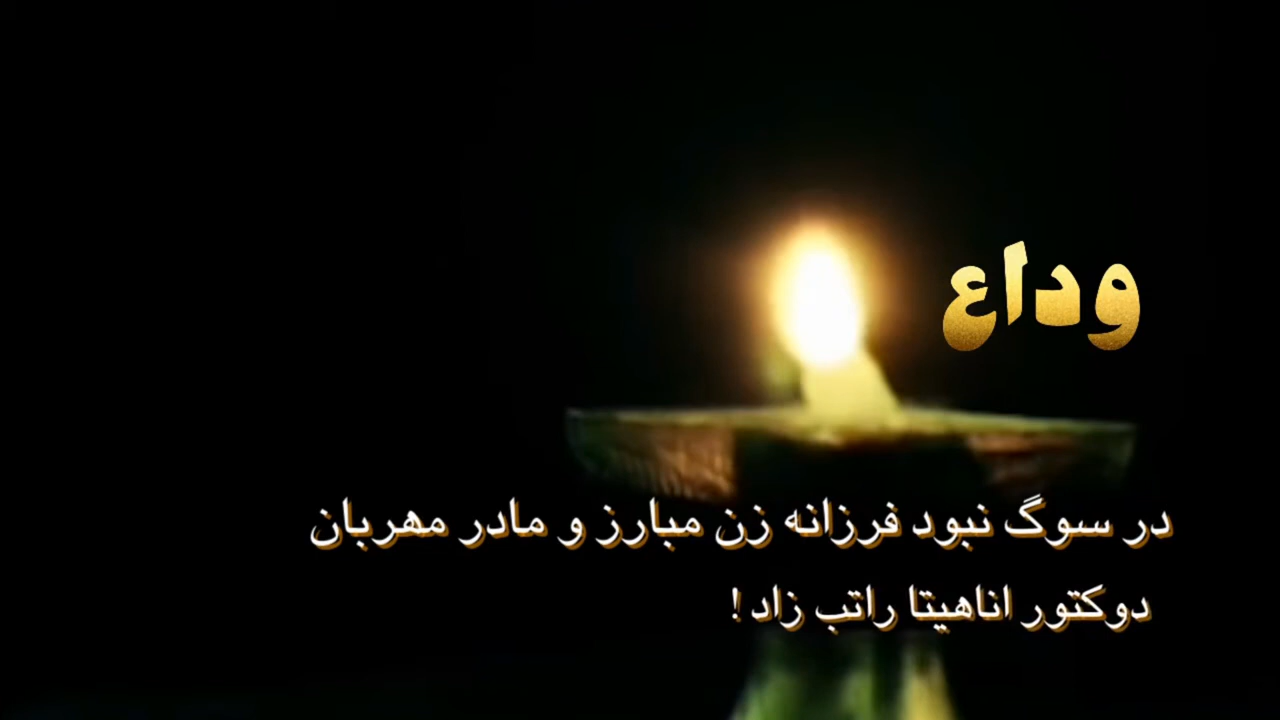 وداع
در سوگ نبود فرزانه زن مبارز و مادر مهربان
دوکتور اناهیتا راتب زاد !